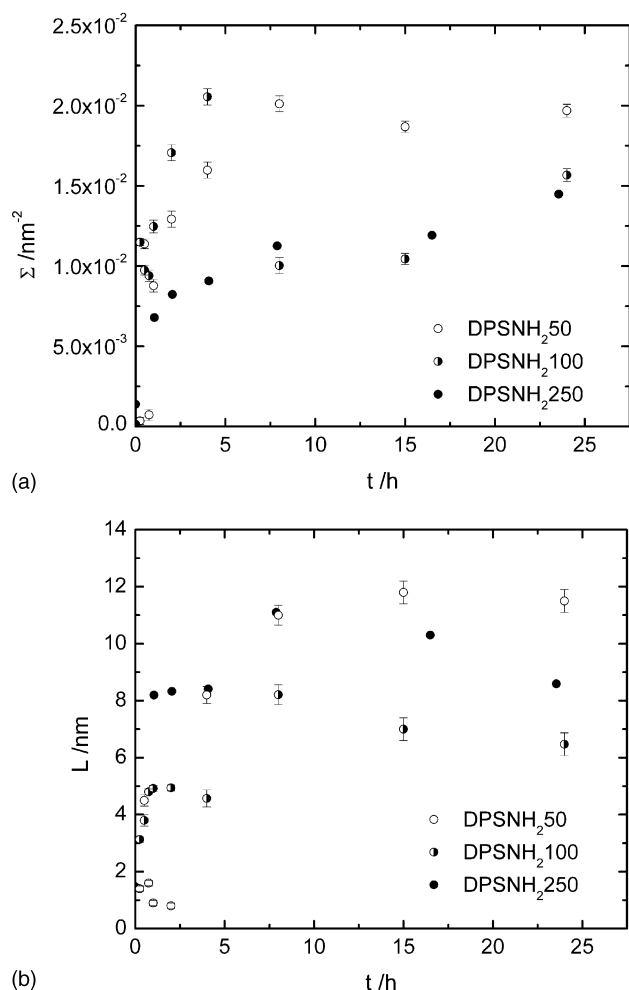 (a)
2.5x10⁻²
2.0x10⁻²
1.5x10⁻²
1.0x10⁻²
5.0x10⁻³
0.0
Σ /nm⁻²
DPSNH₂50
DPSNH₂100
DPSNH₂250
0 5 10 15 20 25
t /h
(b)
14
12
10
8
6
4
2
0
L /nm
DPSNH₂50
DPSNH₂100
DPSNH₂250
0 5 10 15 20 25
t /h